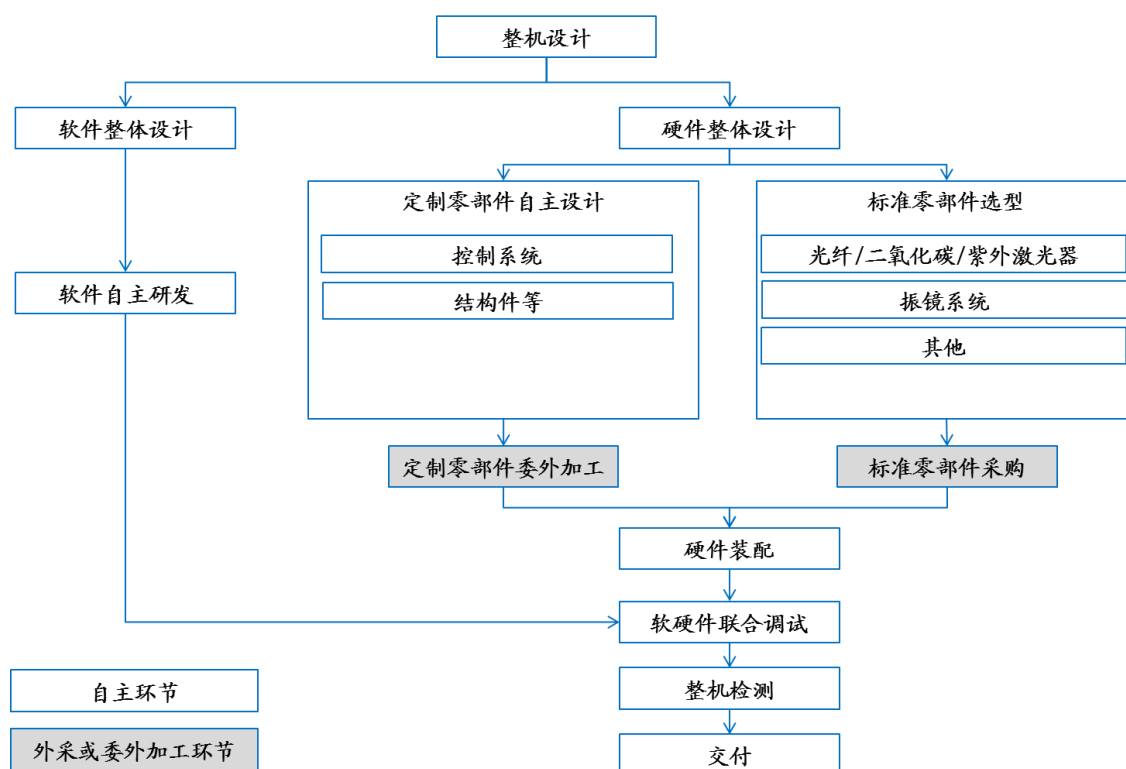 整机设计
软件整体设计
硬件整体设计
定制零部件自主设计
标准零部件选型
控制系统
光纤/二氧化碳/紫外激光器
软件自主研发
结构件等
振镜系统
其他
定制零部件委外加工
标准零部件采购
硬件装配
软硬件联合调试
自主环节
整机检测
外采或委外加工环节
交付